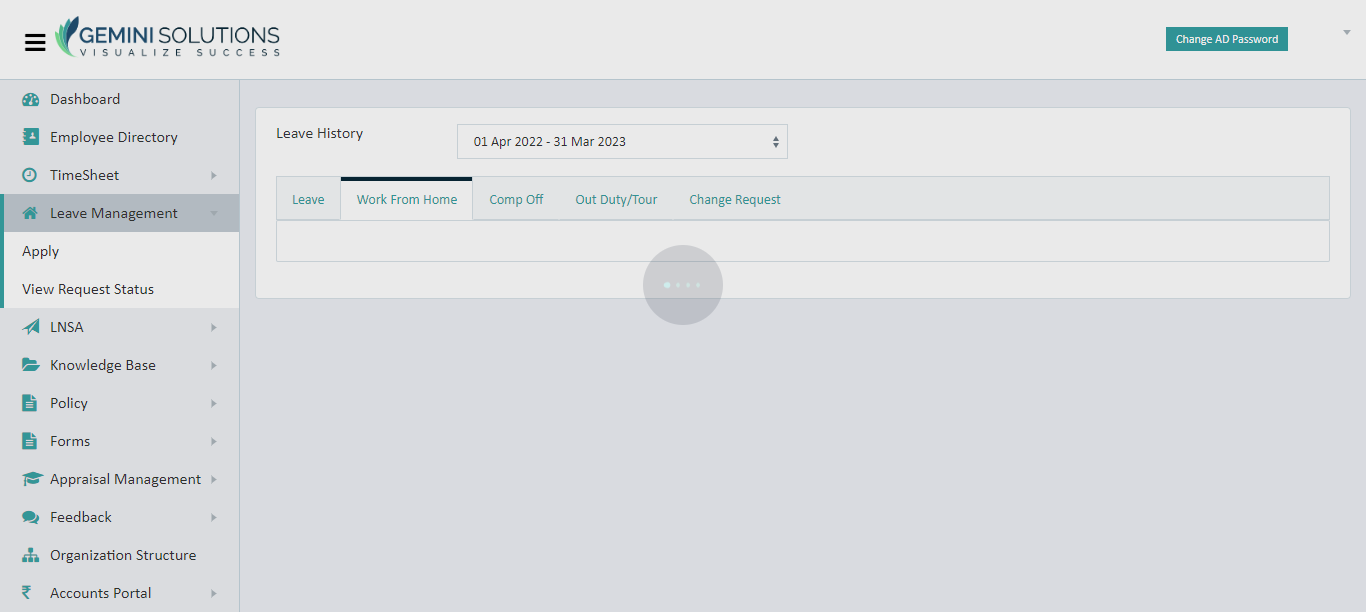 GEMINI SOLUTIONS
VISUALIZE SUCCESS
Change AD Password
Dashboard
Employee Directory
TimeSheet
Leave Management
Apply
View Request Status
LNSA
Knowledge Base
Policy
Forms
Appraisal Management
Feedback
Organization Structure
₹ Accounts Portal
Leave History
01 Apr 2022 - 31 Mar 2023
Leave Work From Home Comp Off Out Duty/Tour Change Request